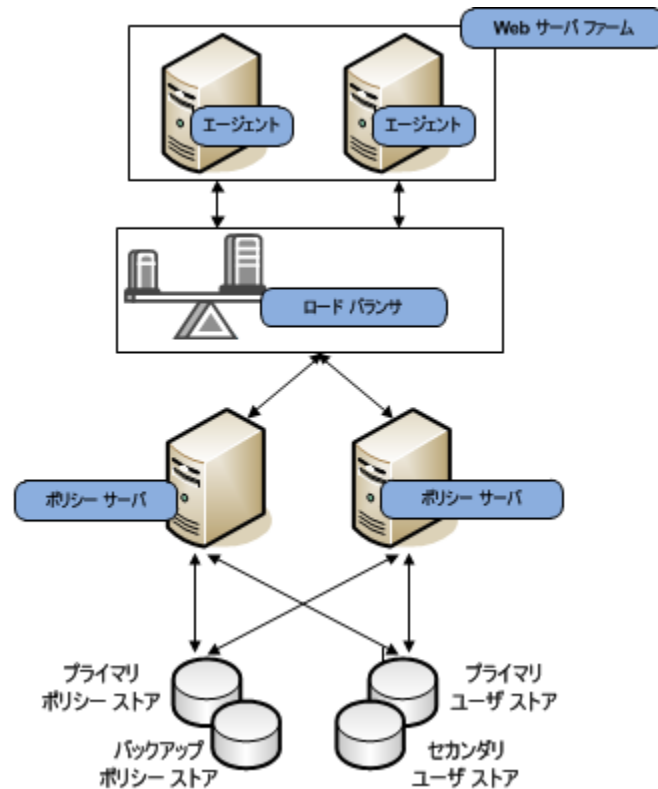 Web サーバ ファーム
エージェント
エージェント
ロード バランサ
ポリシー サーバ
ポリシー サーバ
プライマリ
ポリシー ストア
プライマリ
ユーザ ストア
バックアップ
ポリシー ストア
セカンダリ
ユーザ ストア